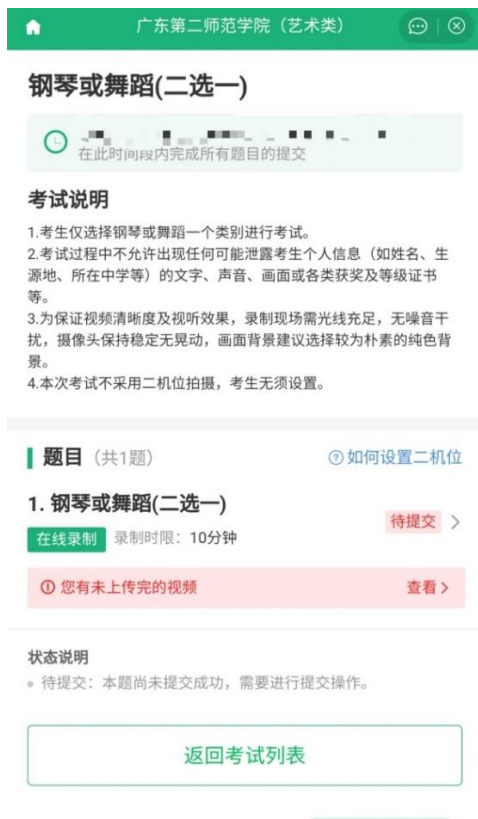 广东第二师范学院（艺术类）
钢琴或舞蹈(二选一)
在此时间段内完成所有题目的提交
考试说明
1.考生仅选择钢琴或舞蹈一个类别进行考试。
2.考试过程中不允许出现任何可能泄露考生个人信息（如姓名、生
源地、所在中学等）的文字、声音、画面或各类获奖及等级证书
等。
3.为保证视频清晰度及视听效果，录制现场需光线充足，无噪音干
扰，摄像头保持稳定无晃动，画面背景建议选择较为朴素的纯色背
景。
4.本次考试不采用二机位拍摄，考生无须设置。
题目（共1题） 如何设置二机位
1. 钢琴或舞蹈(二选一)
待提交
在线录制 录制时限：10分钟
您有未上传完的视频 查看
状态说明
待提交：本题尚未提交成功，需要进行提交操作。
返回考试列表